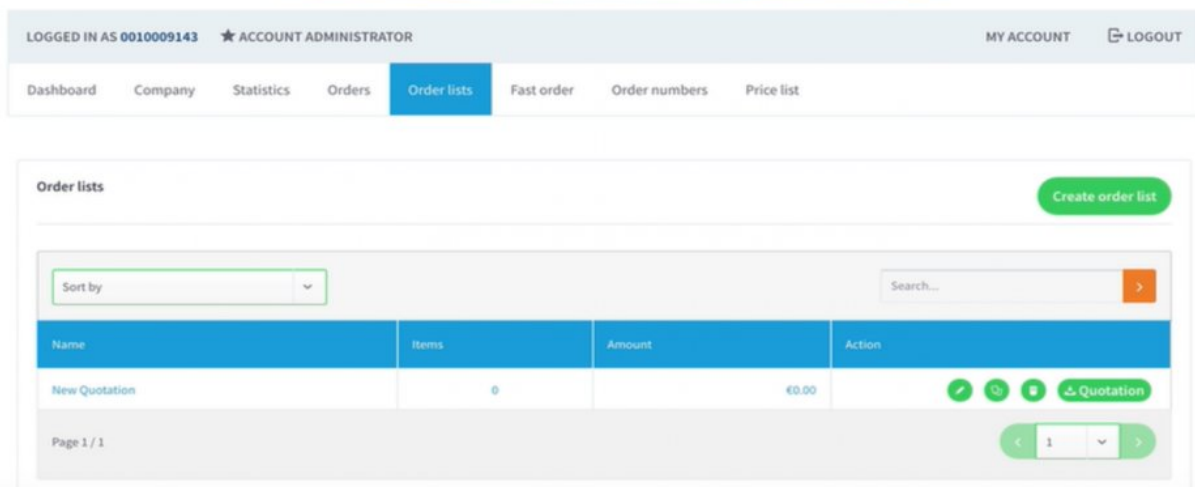 LOGGED IN AS 0010009143 ACCOUNT ADMINISTRATOR MY ACCOUNT LOGOUT
Dashboard Company Statistics Orders Order lists Fast order Order numbers Price list
Order lists Create order list
Sort by Search...
Name Items Amount Action
New Quotation 0 €0.00 Quotation
Page 1 / 1 1